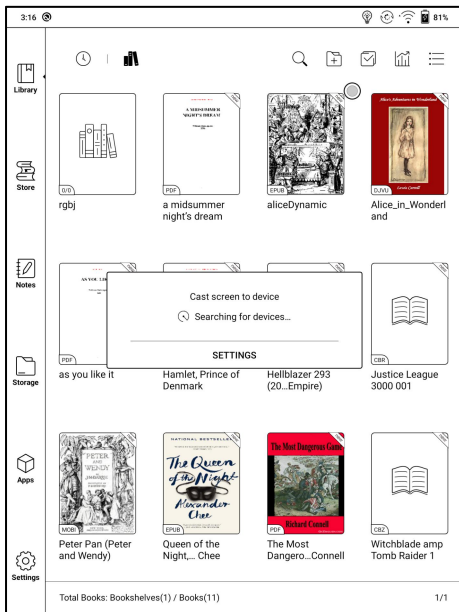 3:16
81%
Library
Store
Notes
Storage
Apps
Settings
0/0
rgbj
A MIDSUMMER
NIGHT'S DREAM
PDF
a midsummer
night's dream
EPUB
aliceDynamic
Alice's Adventures in Wonderland
Lewis Carroll
DJVU
Alice_in_Wonderl
and
AS YOU LI
PDF
as you like it
Hamlet, Prince of
Denmark
Hellblazer 293
(20...Empire)
CBR
Justice League
3000 001
Cast screen to device
Searching for devices...
SETTINGS
PETER
AND
WENDY
MOBI
Peter Pan (Peter
and Wendy)
NATIONAL BESTSELLER
The Queen
of the Night
Alexander
Chee
EPUB
Queen of the
Night,... Chee
The Most Dangerous Game
Richard Connell
PDF
The Most
Dangero...Connell
CBZ
Witchblade amp
Tomb Raider 1
Total Books: Bookshelves(1) / Books(11)
1/1